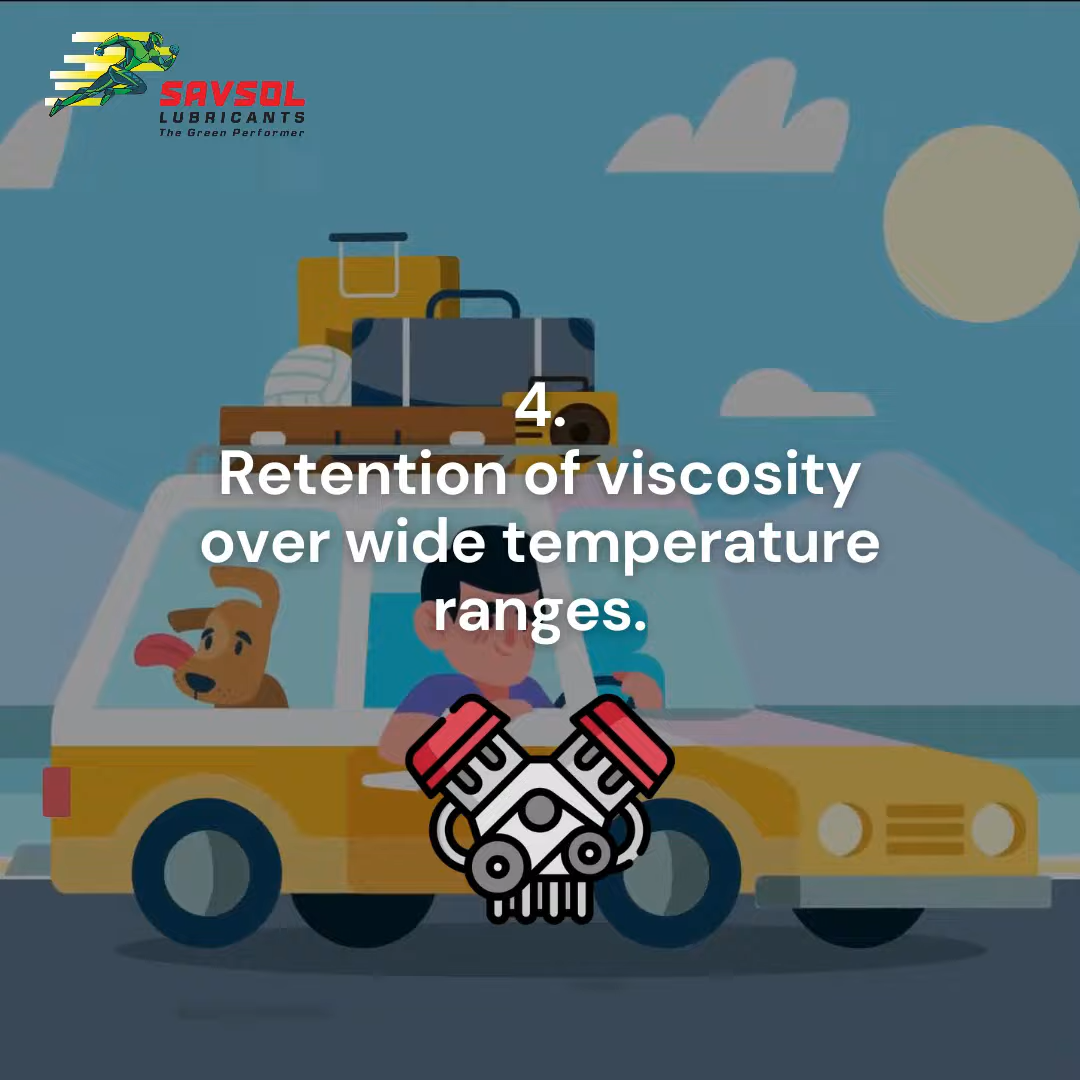 SAVSOL
LUBRICANTS
The Green Performer
4.
Retention of viscosity
over wide temperature
ranges.